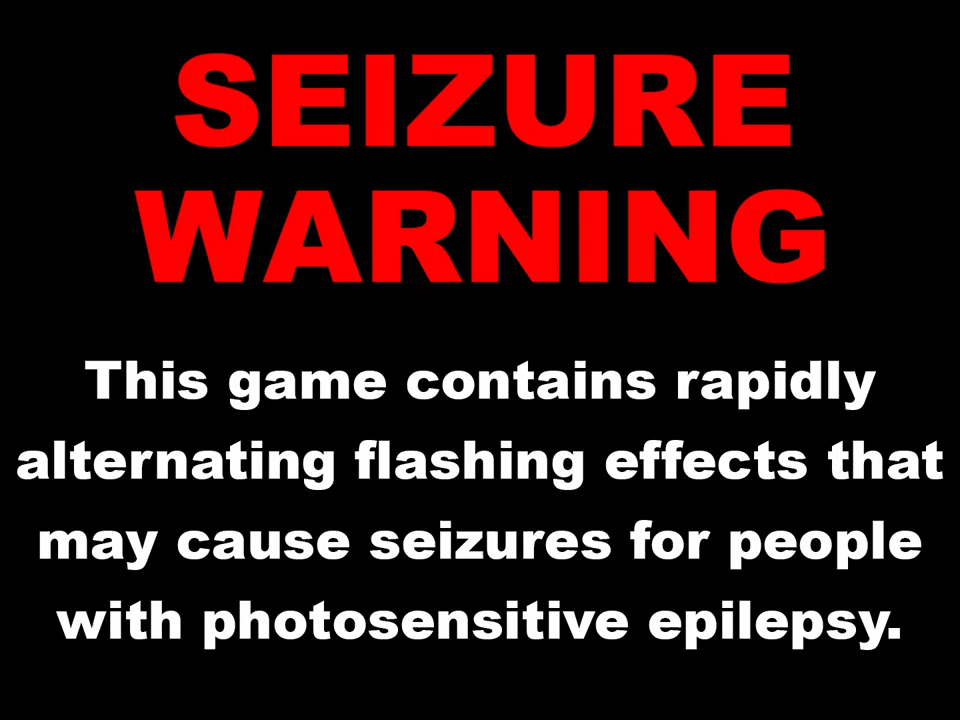 SEIZURE
WARNING
This game contains rapidly
alternating flashing effects that
may cause seizures for people
with photosensitive epilepsy.